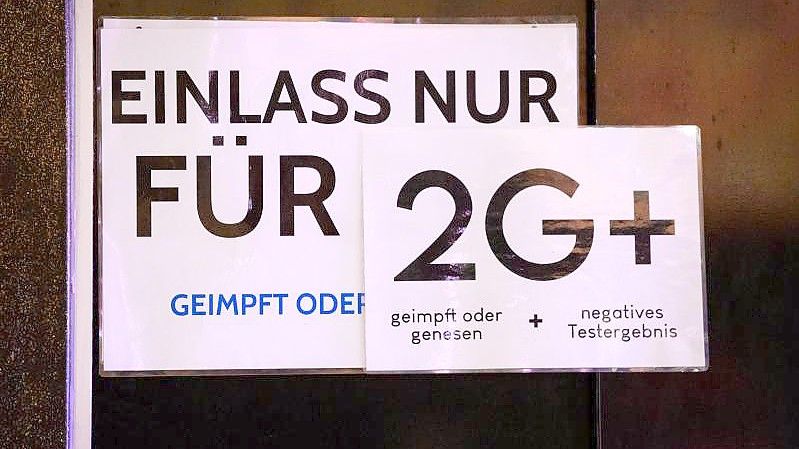 EINLASS NUR
FÜR
2G+
GEIMPFT ODER
geimpft oder
genesen
+
negatives
Testergebnis